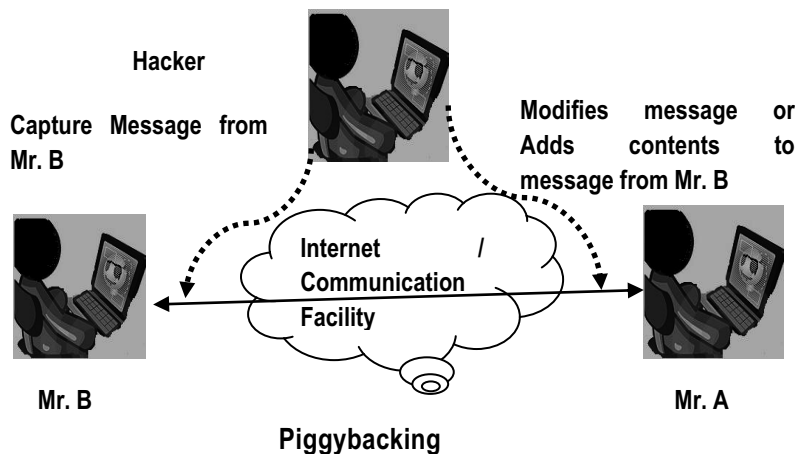 Hacker
Capture Message from
Mr. B
Modifies message or
Adds contents to
message from Mr. B
Internet /
Communication
Facility
Mr. B
Mr. A
Piggybacking